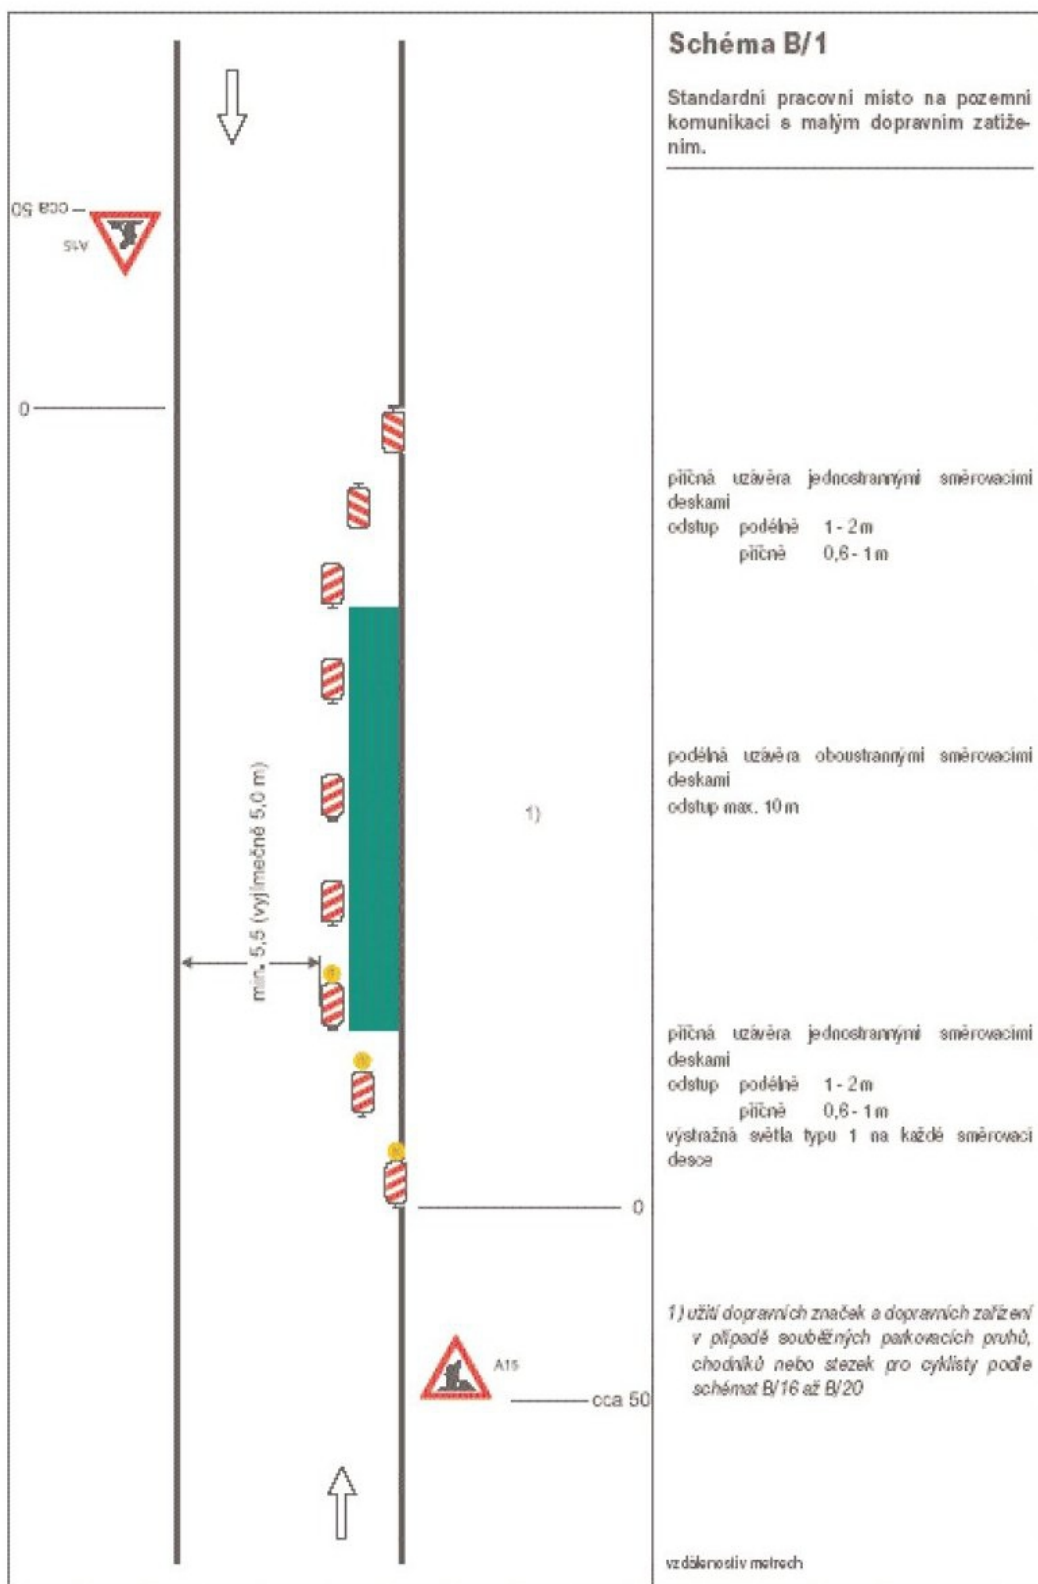 Schéma B/1
Standardní pracovní místo na pozemní
komunikaci s malým dopravním zatíže-
ním.
cca 50
A15
0
příčná uzávěra jednostrannými směrovacími
deskami
odstup podélně 1 - 2 m
příčně 0,6 - 1 m
podélná uzávěra oboustrannými směrovacími
deskami
odstup max. 10 m
1)
min. 5,5 (vyjímečně 5,0 m)
příčná uzávěra jednostrannými směrovacími
deskami
odstup podélně 1 - 2 m
příčně 0,6 - 1 m
výstražná světla typu 1 na každé směrovací
desce
0
1) užití dopravních značek a dopravních zařízení
v případě souběžných parkovacích pruhů,
chodníků nebo stezek pro cyklisty podle
schémat B/16 až B/20
A15
cca 50
vzdálenosti v metrech